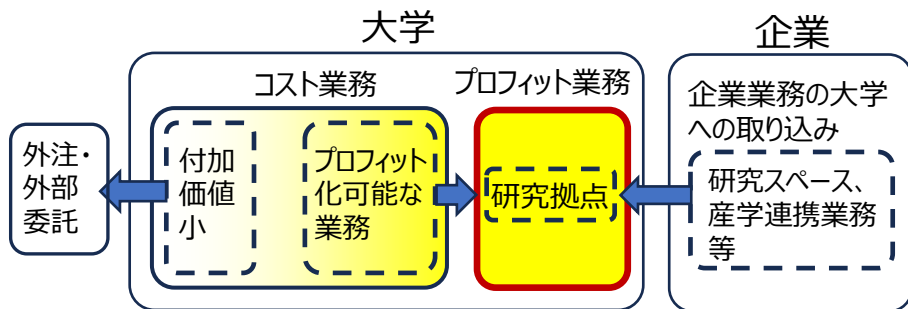 大学
企業
コスト業務
プロフィット業務
外注・
外部
委託
付加
価値
小
プロフィット
化可能な
業務
研究拠点
企業業務の大学
への取り込み
研究スペース、
産学連携業務
等